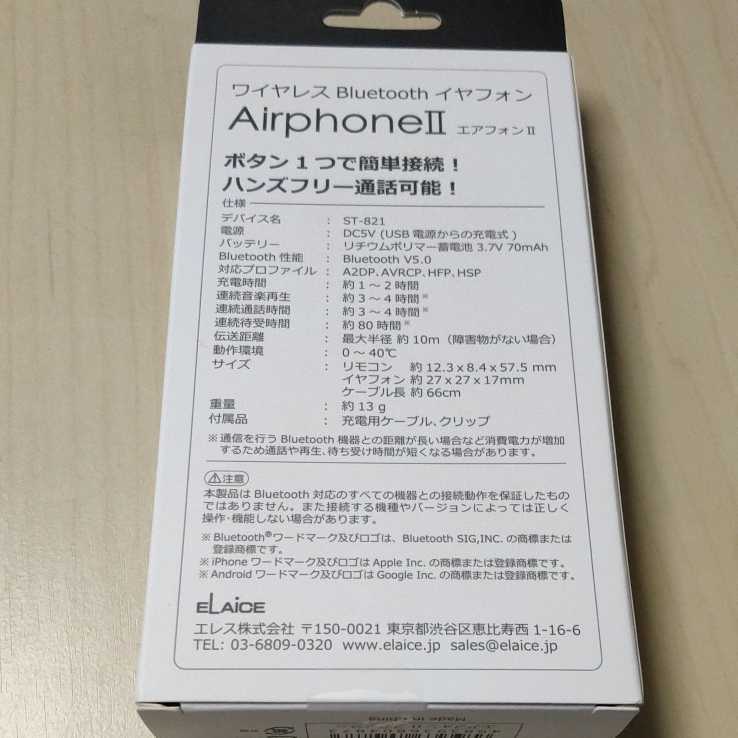 ワイヤレス Bluetooth イヤフォン
AirphoneⅡ エアフォンⅡ
ボタン1つで簡単接続！
ハンズフリー通話可能！
仕様
デバイス名 ： ST-821
電源 ： DC5V (USB 電源からの充電式)
バッテリー ： リチウムポリマー蓄電池 3.7V 70mAh
Bluetooth 性能 ： Bluetooth V5.0
対応プロファイル ： A2DP、AVRCP、HFP、HSP
充電時間 ： 約1～2時間
連続音楽再生 ： 約3～4時間※
連続通話時間 ： 約3～4時間※
連続待受時間 ： 約80時間※
伝送距離 ： 最大半径 約10m（障害物がない場合）
動作環境 ： 0～40℃
サイズ ： リモコン 約12.3×8.4×57.5 mm
イヤフォン 約27×27×17mm
ケーブル長 約66cm
重量 ： 約13 g
付属品 ： 充電用ケーブル、クリップ
※通信を行う Bluetooth 機器との距離が長い場合など消費電力が増加
するため通話や再生、待ち受け時間が短くなる場合があります。
⚠注意
本製品は Bluetooth 対応のすべての機器との接続動作を保証したもの
ではありません。また接続する機種やバージョンによっては正しく
操作・機能しない場合があります。
※ Bluetooth®ワードマーク及びロゴは、Bluetooth SIG,INC. の商標または
登録商標です。
※ iPhone ワードマーク及びロゴは Apple Inc. の商標または登録商標です。
※ Android ワードマーク及びロゴは Google Inc. の商標または登録商標です。
ELAiCE
エレス株式会社 〒150-0021 東京都渋谷区恵比寿西 1-16-6
TEL: 03-6809-0320 www.elaice.jp sales@elaice.jp
Made in China